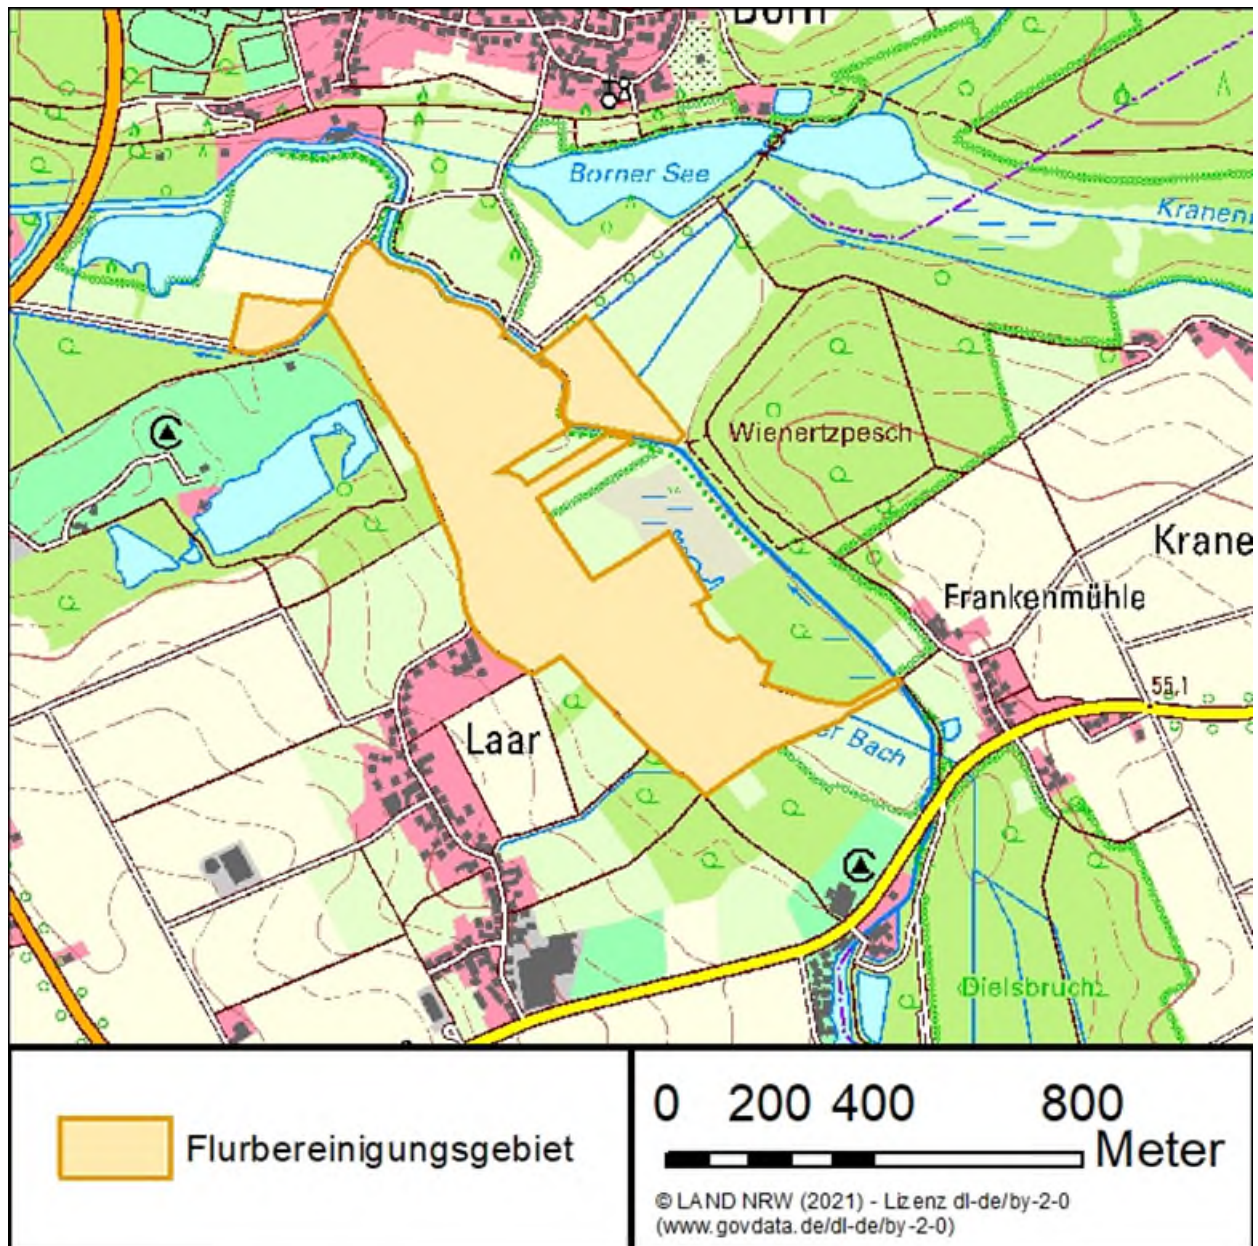 Borner See
Wienertzpesch
Krane
Frankenmühle
55,1
Laar
er Bach
Dielsbruch
Flurbereinigungsgebiet
0 200 400 800
Meter
© LAND NRW (2021) - Lizenz dl-de/by-2-0
(www.govdata.de/dl-de/by-2-0)